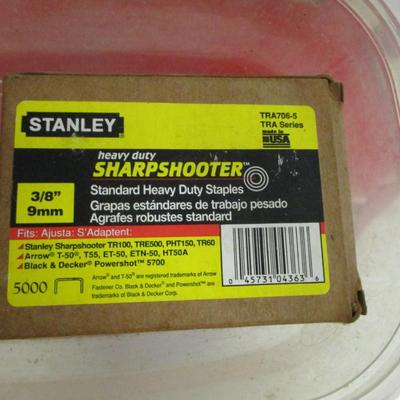 STANLEY
TRA706-5
TRA Series
made in
USA
heavy duty
SHARPSHOOTER™
3/8"
9mm
Standard Heavy Duty Staples
Grapas estándares de trabajo pesado
Agrafes robustes standard
Fits: Ajusta: S'Adaptent:
Stanley Sharpshooter TR100, TRE500, PHT150, TR60
Arrow® T-50®, T55, ET-50, ETN-50, HT50A
Black & Decker® Powershot™ 5700
5000
Arrow® and T-50® are registered trademarks of Arrow
Fastener Co. Black & Decker® and Powershot™ are
trademarks of Black & Decker Corp.
0 45731 04363 6